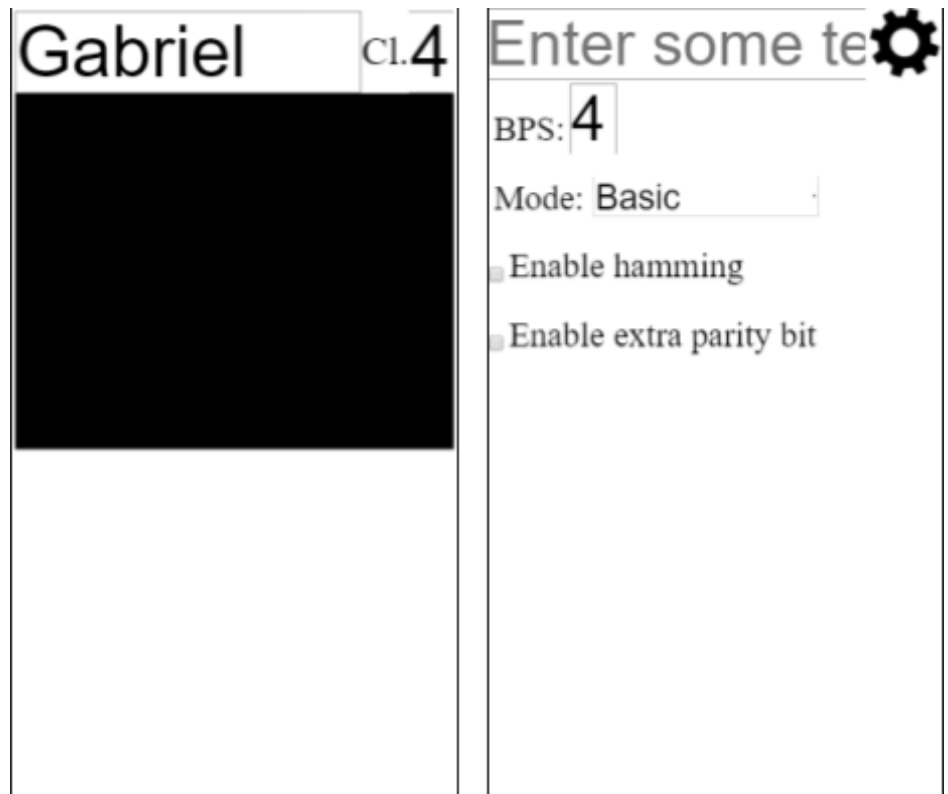 Gabriel Cl.4
Enter some te
BPS: 4
Mode: Basic
Enable hamming
Enable extra parity bit